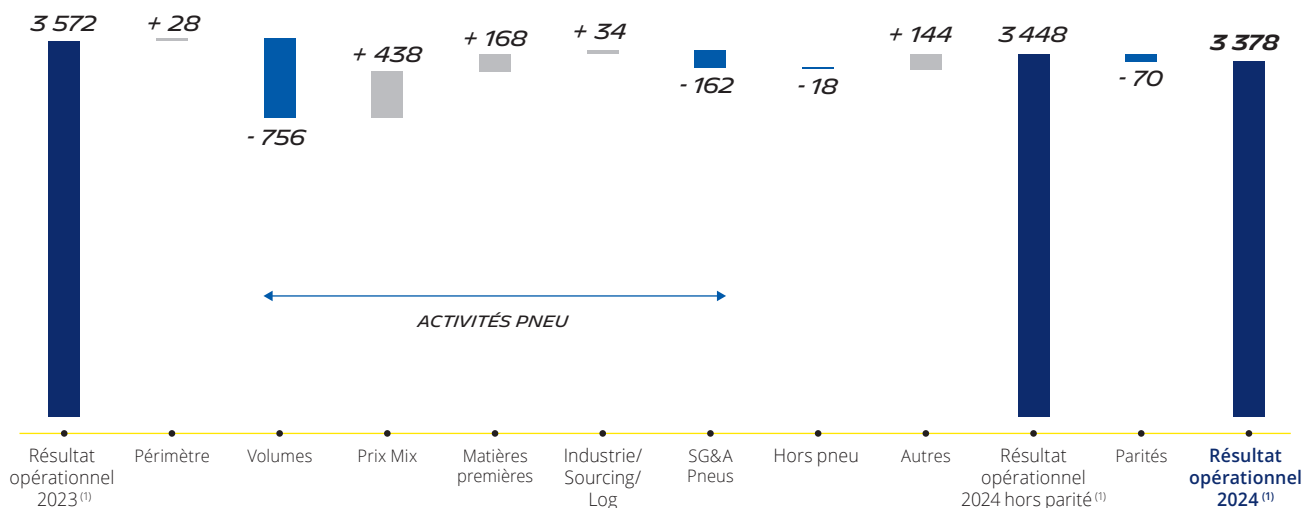 3 572
+ 28
- 756
+ 438
+ 168
+ 34
- 162
- 18
+ 144
3 448
- 70
3 378
ACTIVITÉS PNEU
Résultat
opérationnel
2023 (1)
Périmètre
Volumes
Prix Mix
Matières
premières
Industrie/
Sourcing/
Log
SG&A
Pneus
Hors pneu
Autres
Résultat
opérationnel
2024 hors parité (1)
Parités
Résultat
opérationnel
2024 (1)